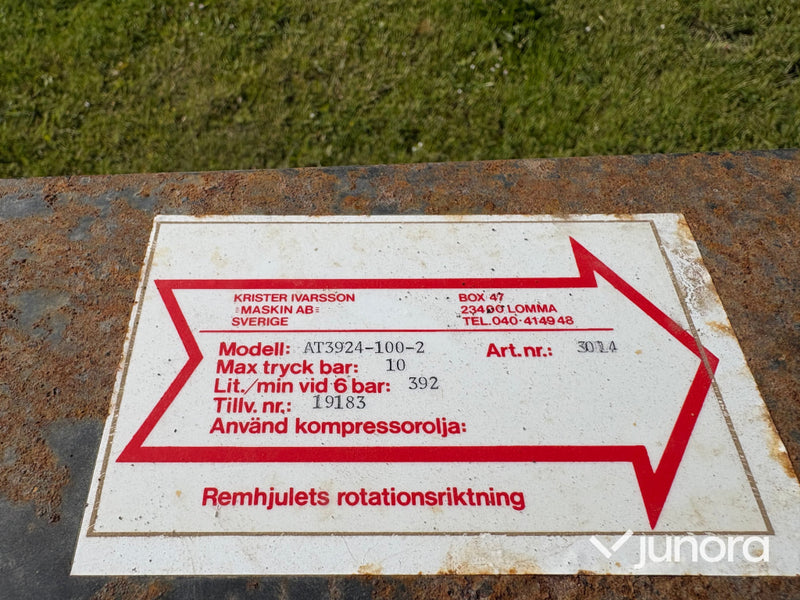 KRISTER IVARSSON
=MASKIN AB=
SVERIGE
BOX 47
234 00 LOMMA
TEL. 040-414948
Modell: AT3924-100-2
Art.nr.:
Max tryck bar: 10
Lit./min vid 6 bar: 392
Tillv. nr.: 19183
Använd kompressorolja:
Remhjulets rotationsriktning
junora